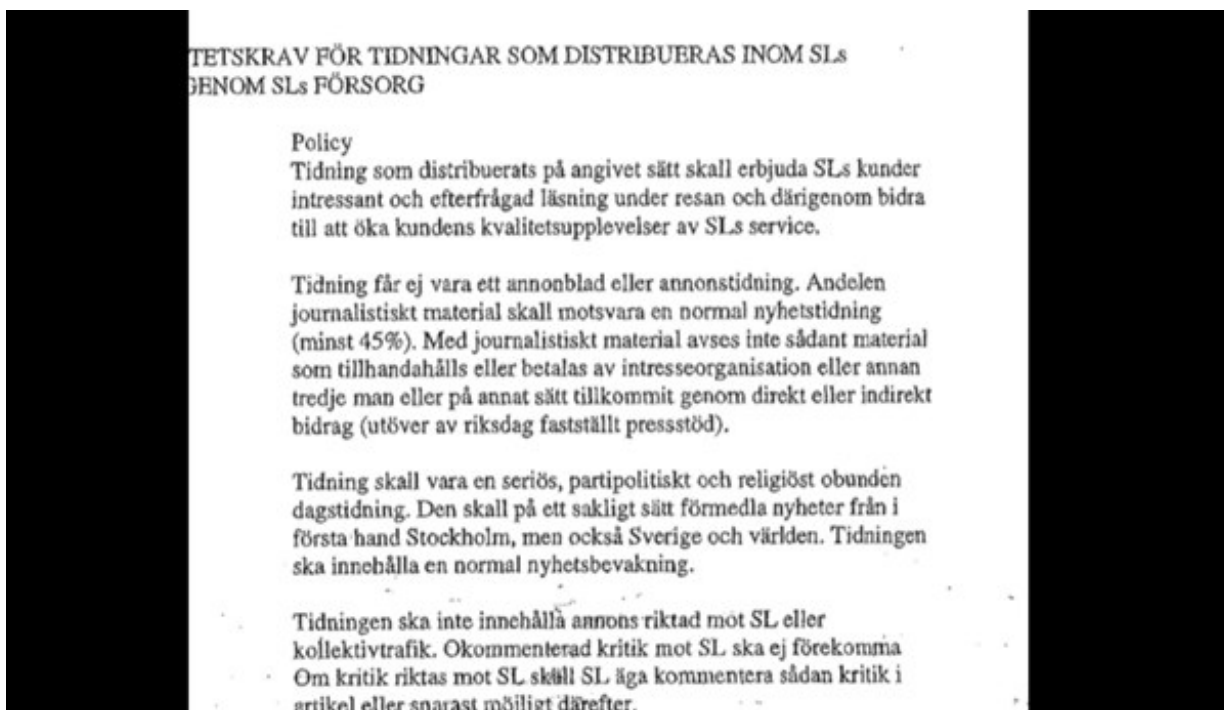 TETSKRAV FÖR TIDNINGAR SOM DISTRIBUERAS INOM SLs
GENOM SLs FÖRSORG
Policy
Tidning som distribuerats på angivet sätt skall erbjuda SLs kunder
intressant och efterfrågad läsning under resan och därigenom bidra
till att öka kundens kvalitetsupplevelser av SLs service.
Tidning får ej vara ett annonblad eller annonstidning. Andelen
journalistiskt material skall motsvara en normal nyhetstidning
(minst 45%). Med journalistiskt material avses inte sådant material
som tillhandahålls eller betalas av intresseorganisation eller annan
tredje man eller på annat sätt tillkommit genom direkt eller indirekt
bidrag (utöver av riksdag fastställt pressstöd).
Tidning skall vara en seriös, partipolitiskt och religiöst obunden
dagstidning. Den skall på ett sakligt sätt förmedla nyheter från i
första hand Stockholm, men också Sverige och världen. Tidningen
ska innehålla en normal nyhetsbevakning.
Tidningen ska inte innehålla annons riktad mot SL eller
kollektivtrafik. Okommenterad kritik mot SL ska ej förekomma
Om kritik riktas mot SL skall SL äga kommentera sådan kritik i
artikel eller snarast möjligt därefter.